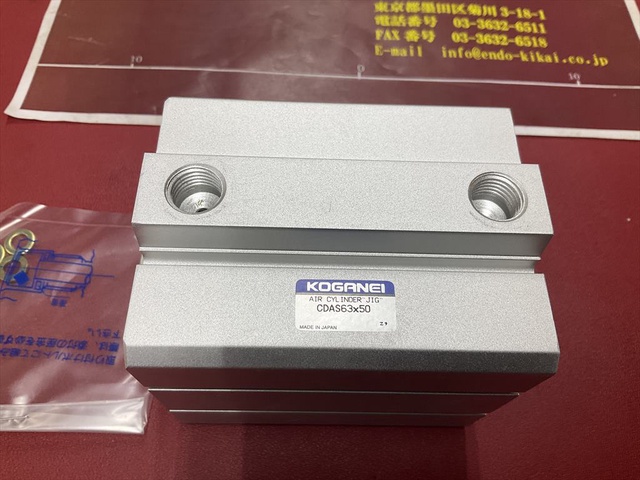 東京都墨田区菊川 3-18-1
電話番号 03-3632-6511
FAX 番号 03-3632-6518
E-mail info@endo-kikai.co.jp
10
10
KOGANEI
AIR CYLINDER"JIG"
CDAS63x50
MADE IN JAPAN